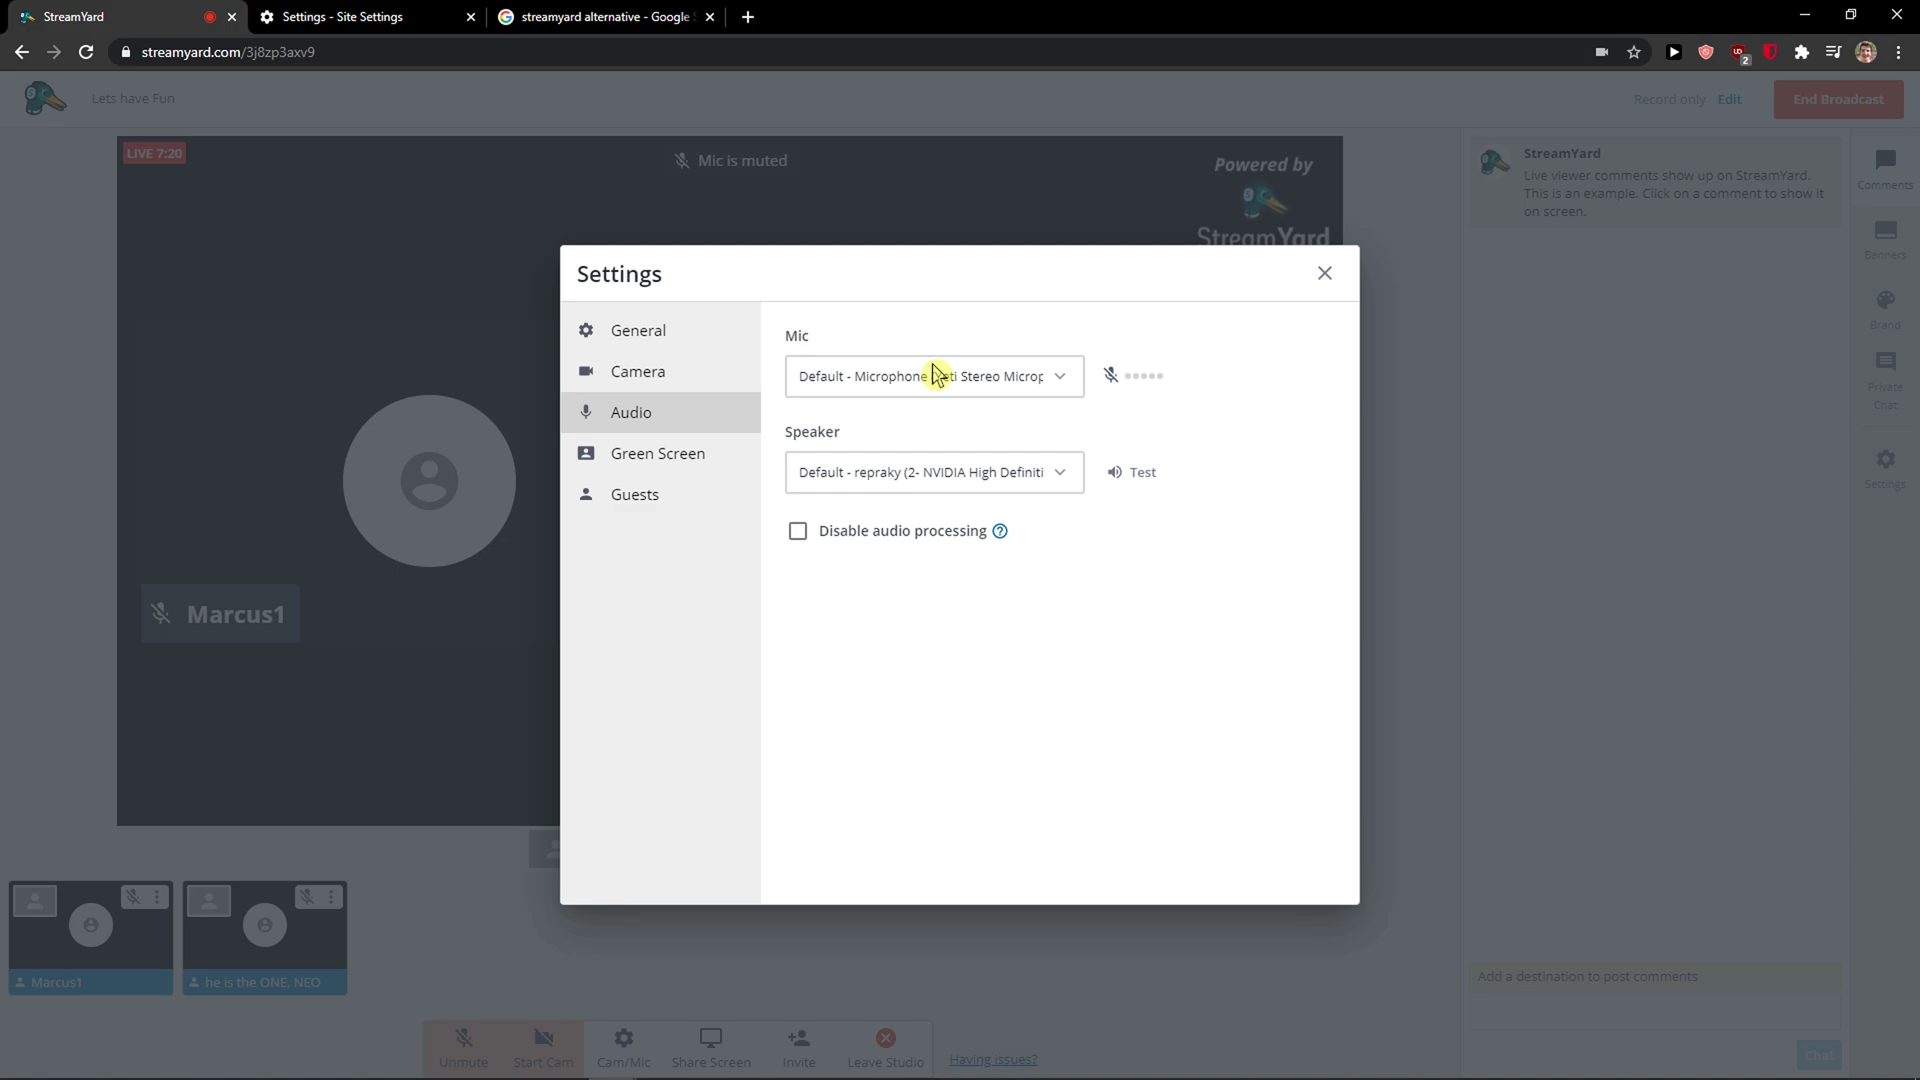 StreamYard
Settings - Site Settings
streamyard alternative - Google
streamyard.com/3j8zp3axv9
2
Lets have Fun
Record only Edit
End Broadcast
LIVE 7:20
Mic is muted
Powered by
StreamYard
StreamYard
Live viewer comments show up on StreamYard.
This is an example. Click on a comment to show it
on screen.
Comments
Banners
Brand
Private
Chat
Settings
Settings
General
Camera
Audio
Green Screen
Guests
Mic
Default - Microphone Stereo Microp
Speaker
Default - repraky (2- NVIDIA High Definiti
Test
Disable audio processing
Marcus1
Marcus1
he is the ONE, NEO
Unmute
Start Cam
Cam/Mic
Share Screen
Invite
Leave Studio
Having issues?
Add a destination to post comments
Chat